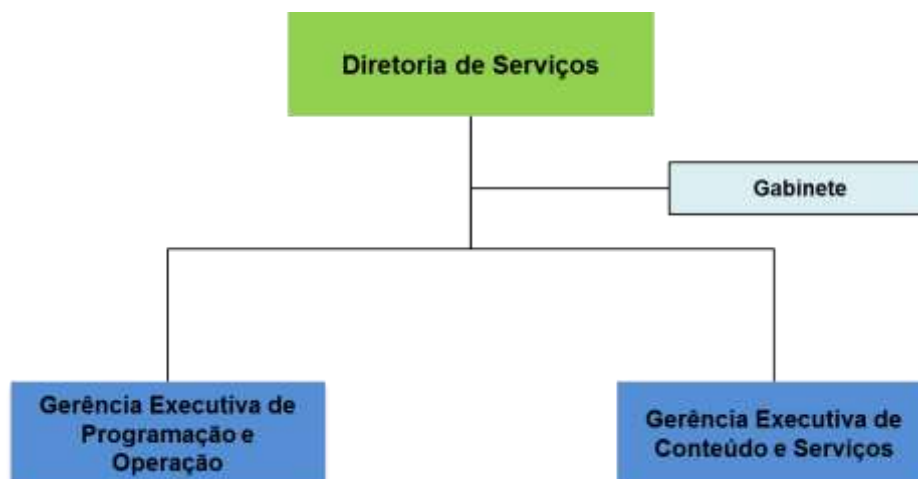 Diretoria de Serviços
Gabinete
Gerência Executiva de
Programação e
Operação
Gerência Executiva de
Conteúdo e Serviços